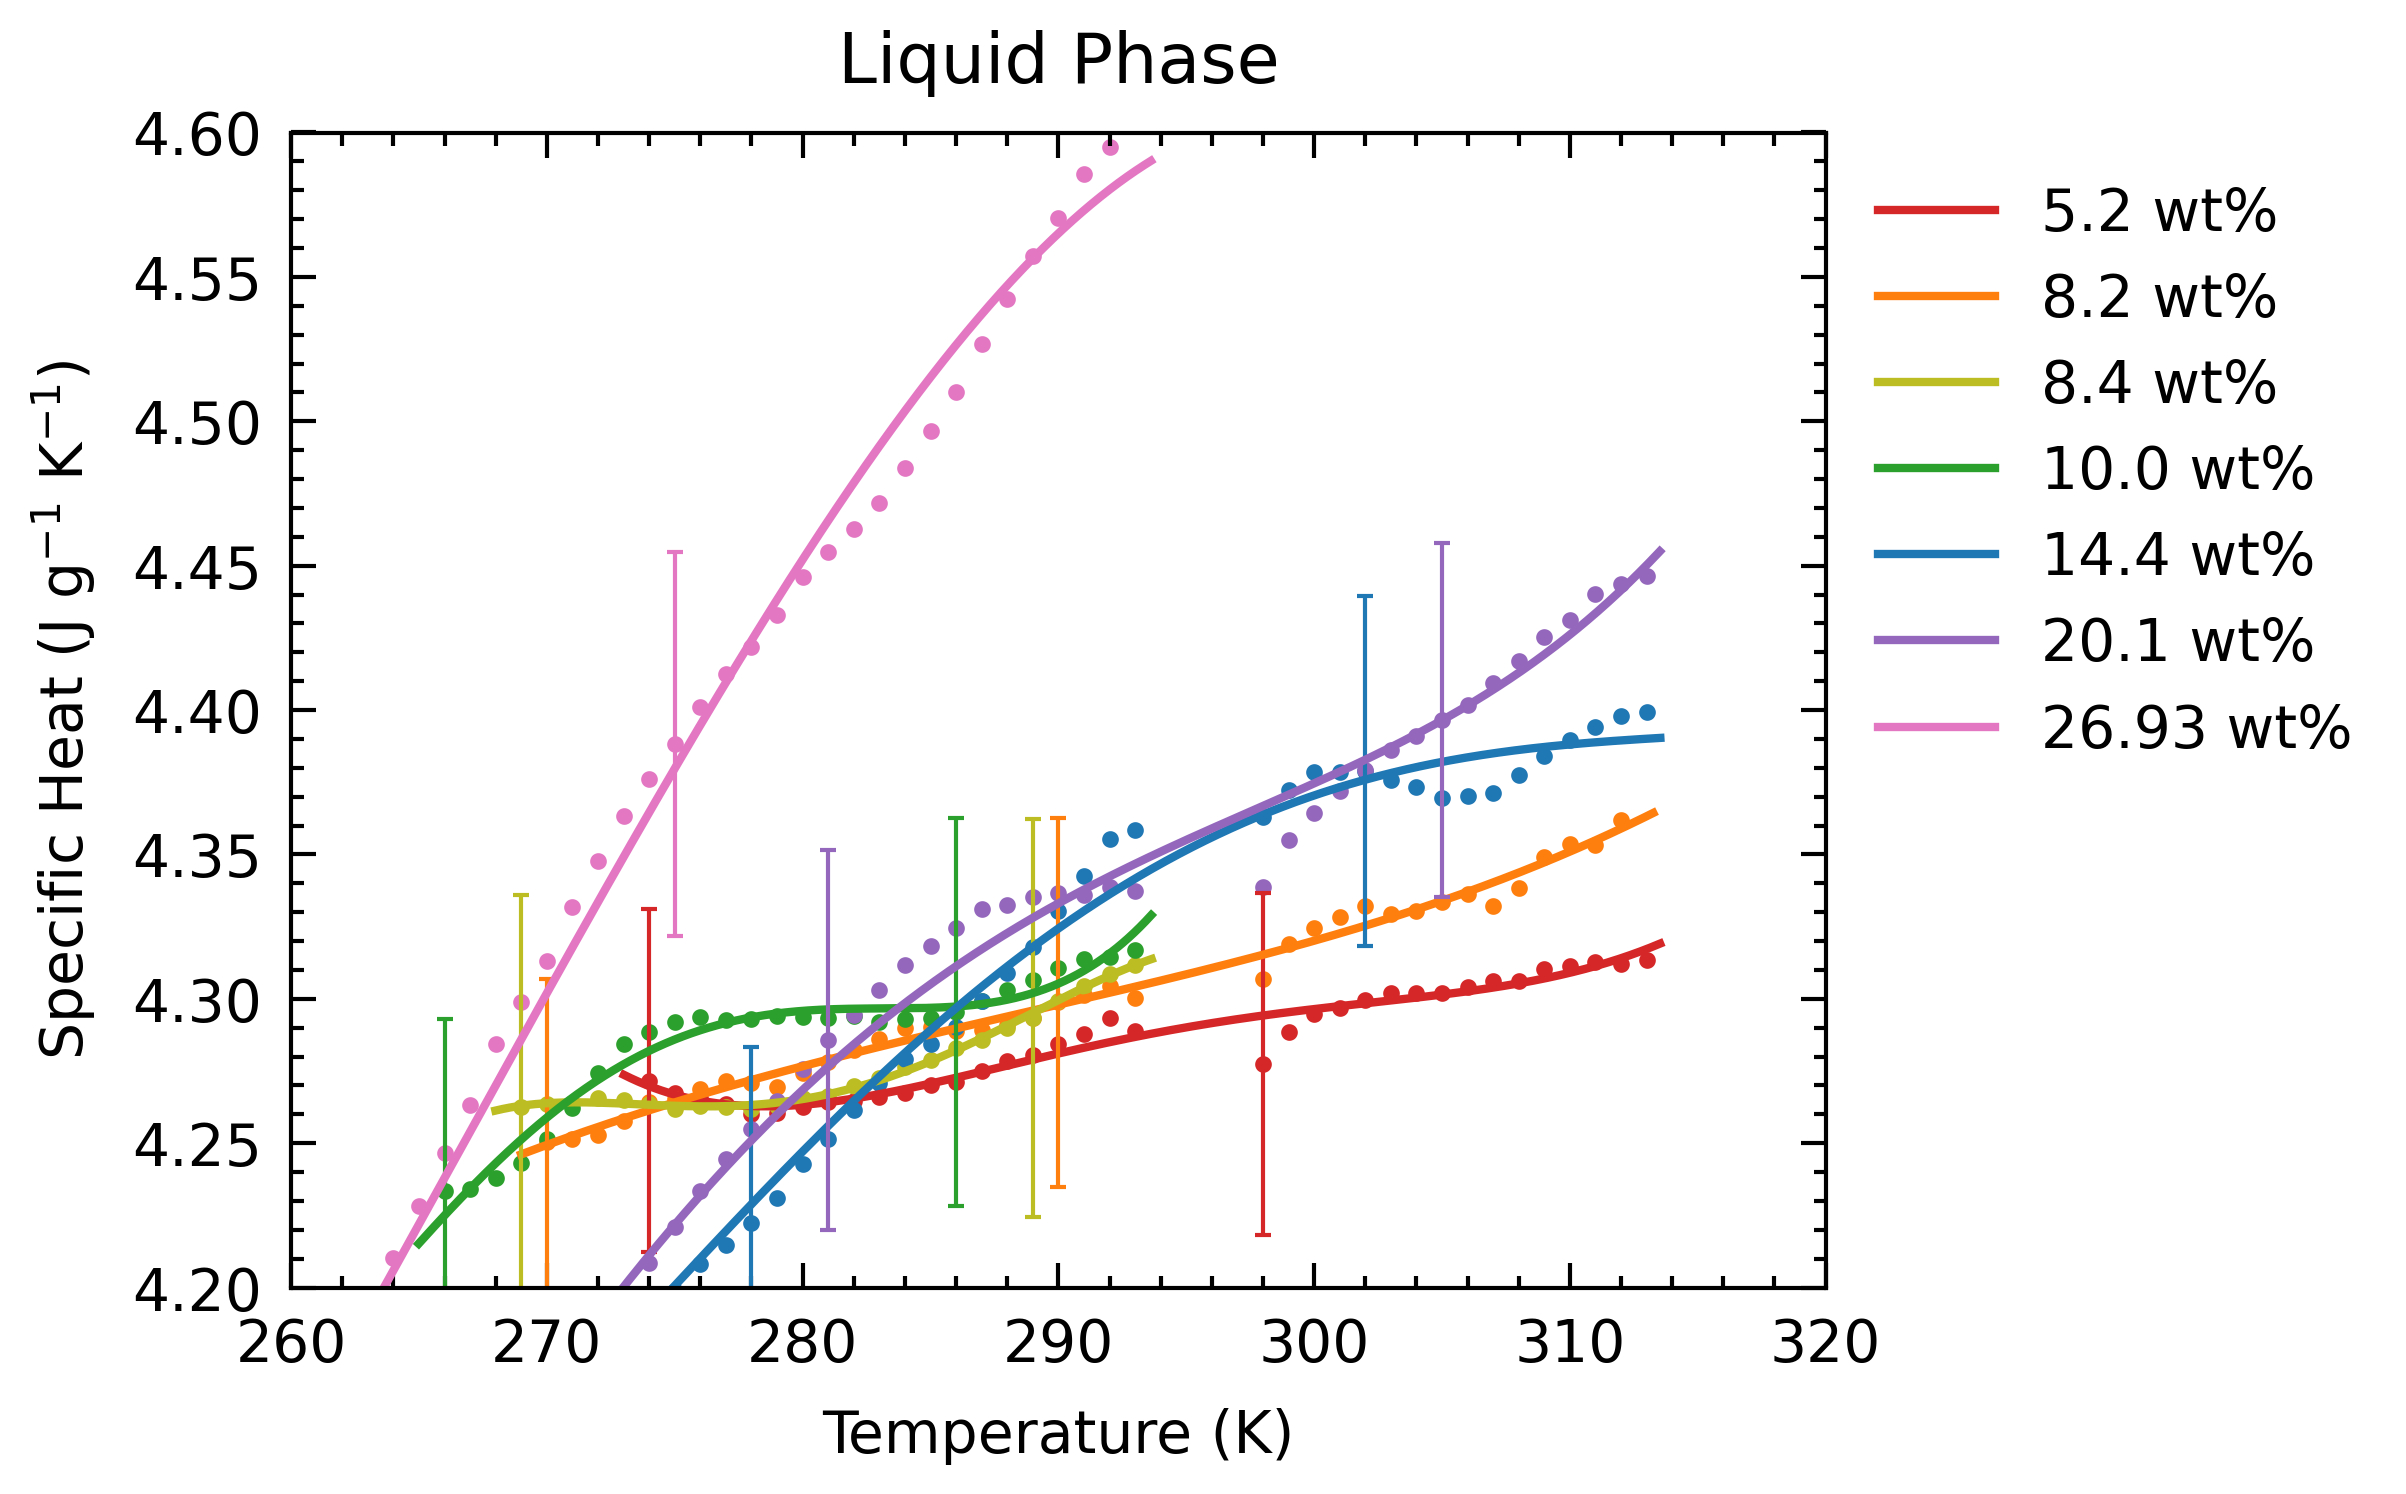 Liquid Phase
4.60
4.55
4.50
4.45
4.40
4.35
4.30
4.25
4.20
Specific Heat (J g⁻¹ K⁻¹)
260 270 280 290 300 310 320
Temperature (K)
5.2 wt%
8.2 wt%
8.4 wt%
10.0 wt%
14.4 wt%
20.1 wt%
26.93 wt%